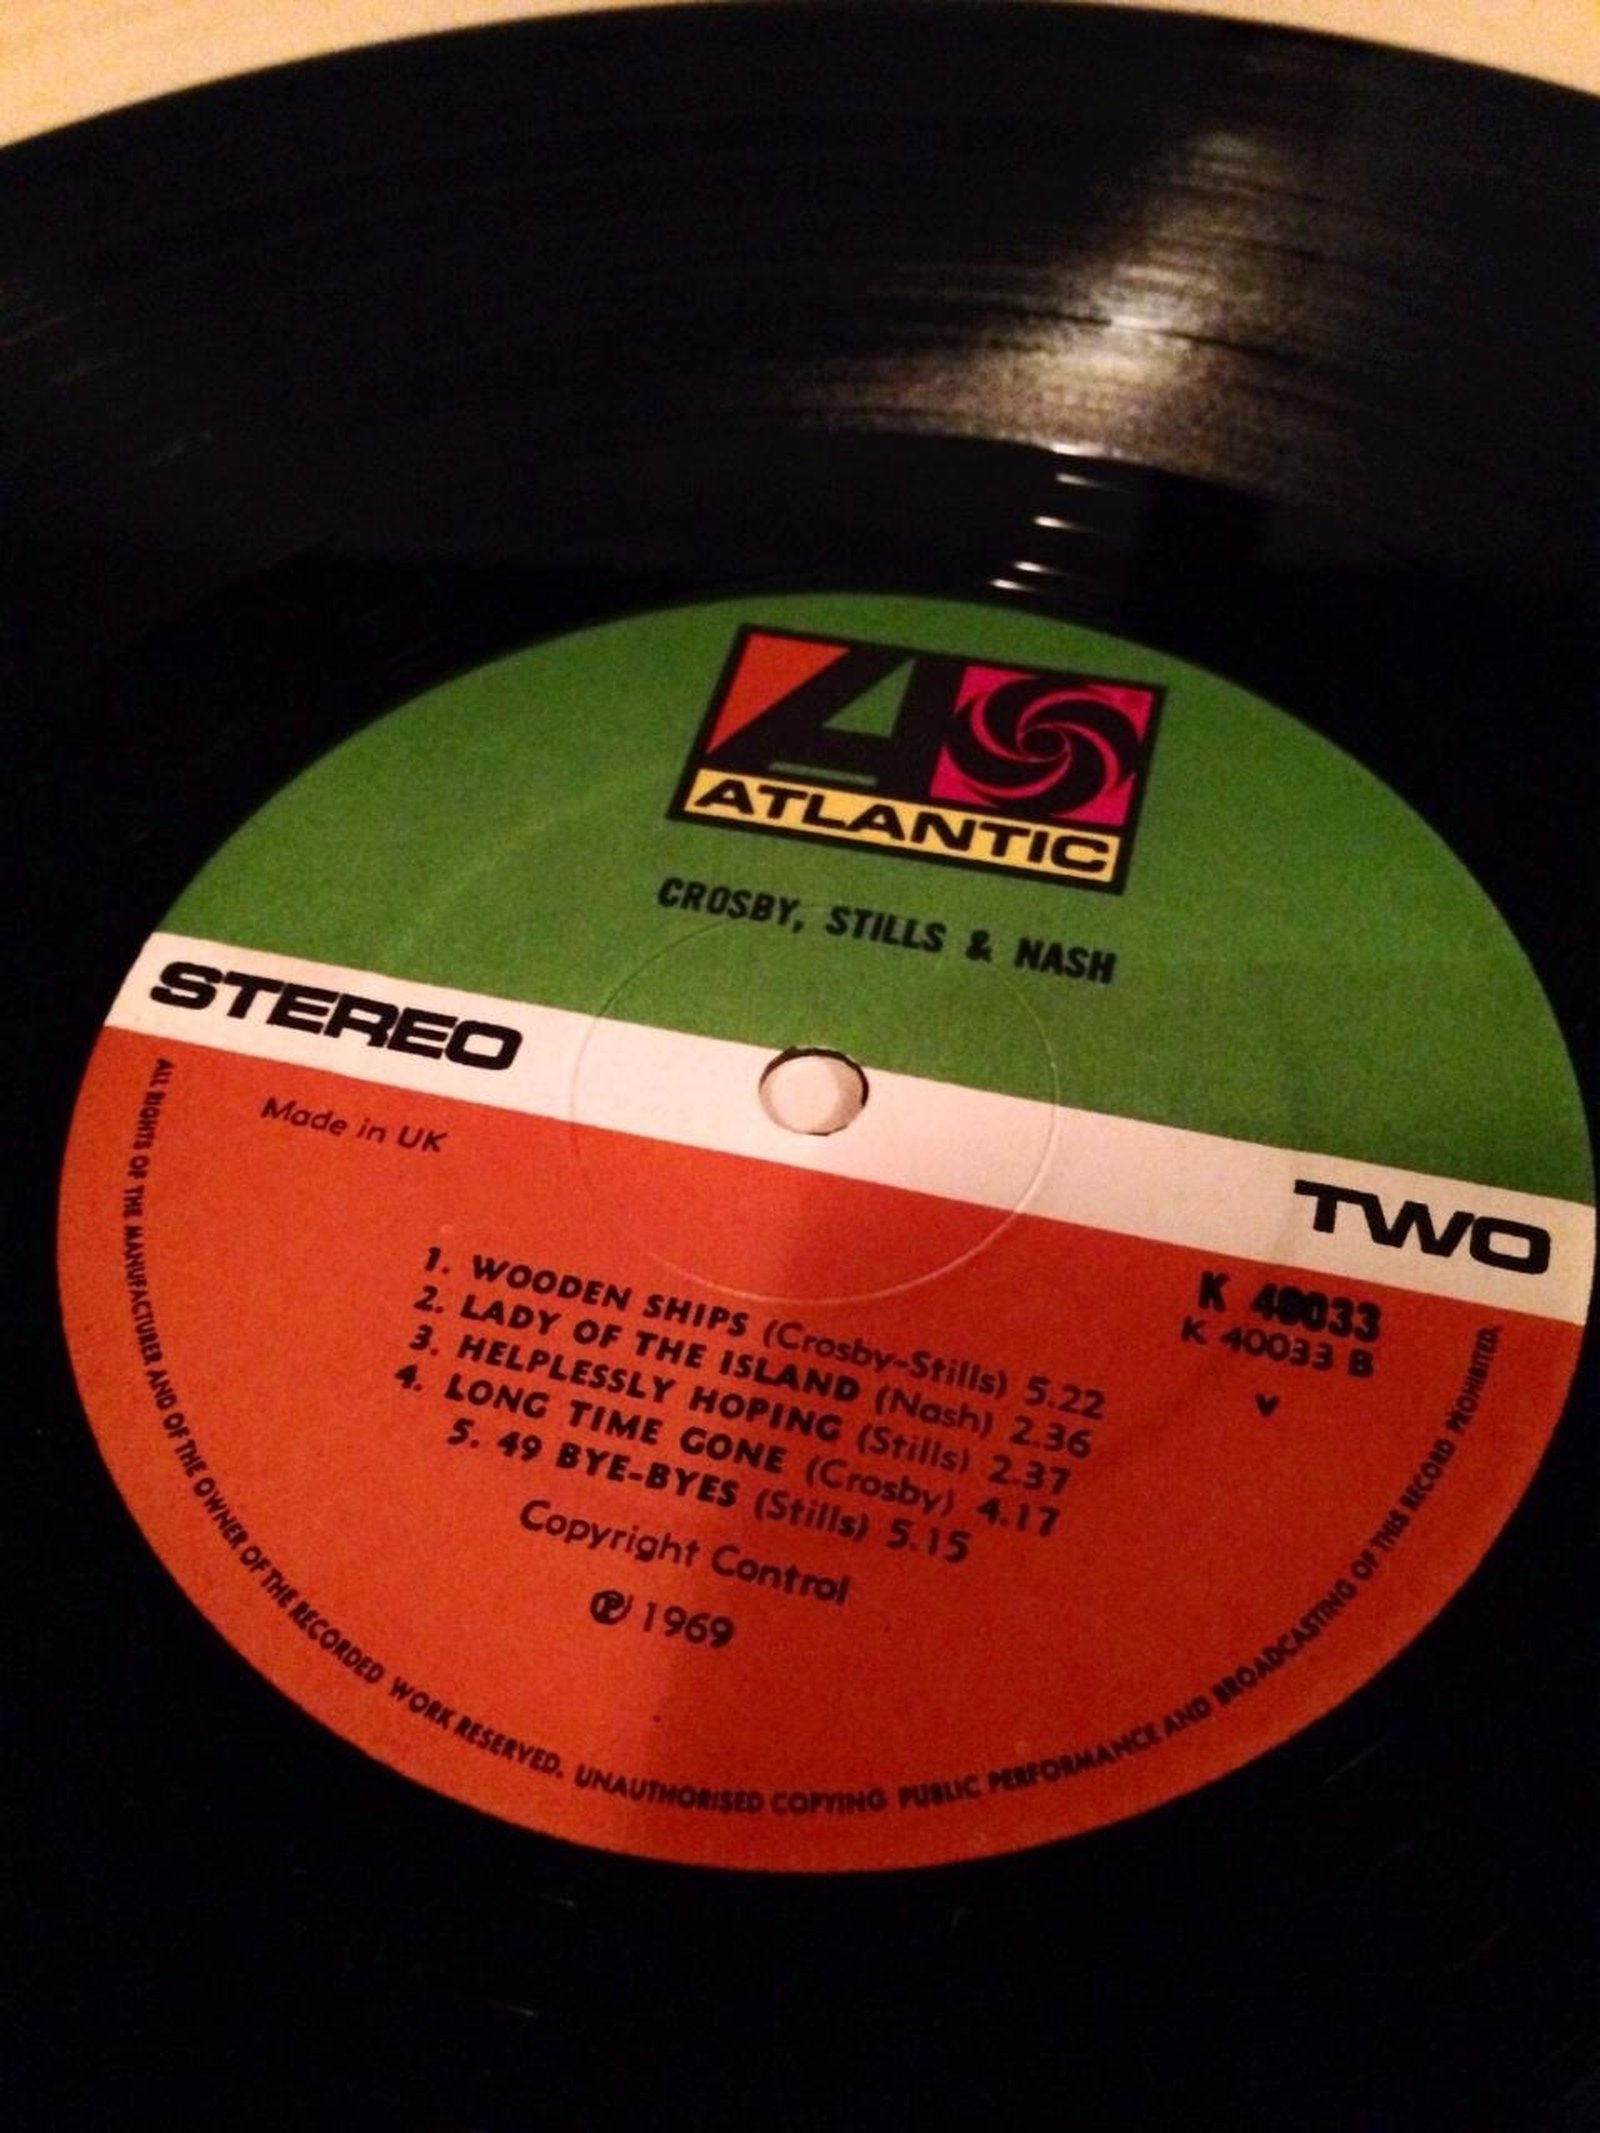 ATLANTIC
CROSBY, STILLS & NASH
STEREO
TWO
Made in UK
K 40033
K 40033 B
1. WOODEN SHIPS (Crosby-Stills) 5.22
2. LADY OF THE ISLAND (Nash) 2.36
3. HELPLESSLY HOPING (Stills) 2.37
4. LONG TIME GONE (Crosby) 4.17
5. 49 BYE-BYES (Stills) 5.15
Copyright Control
℗ 1969
ALL RIGHTS OF THE MANUFACTURER AND OF THE OWNER OF THE RECORDED WORK RESERVED. UNAUTHORISED COPYING PUBLIC PERFORMANCE AND BROADCASTING OF THIS RECORD PROHIBITED.